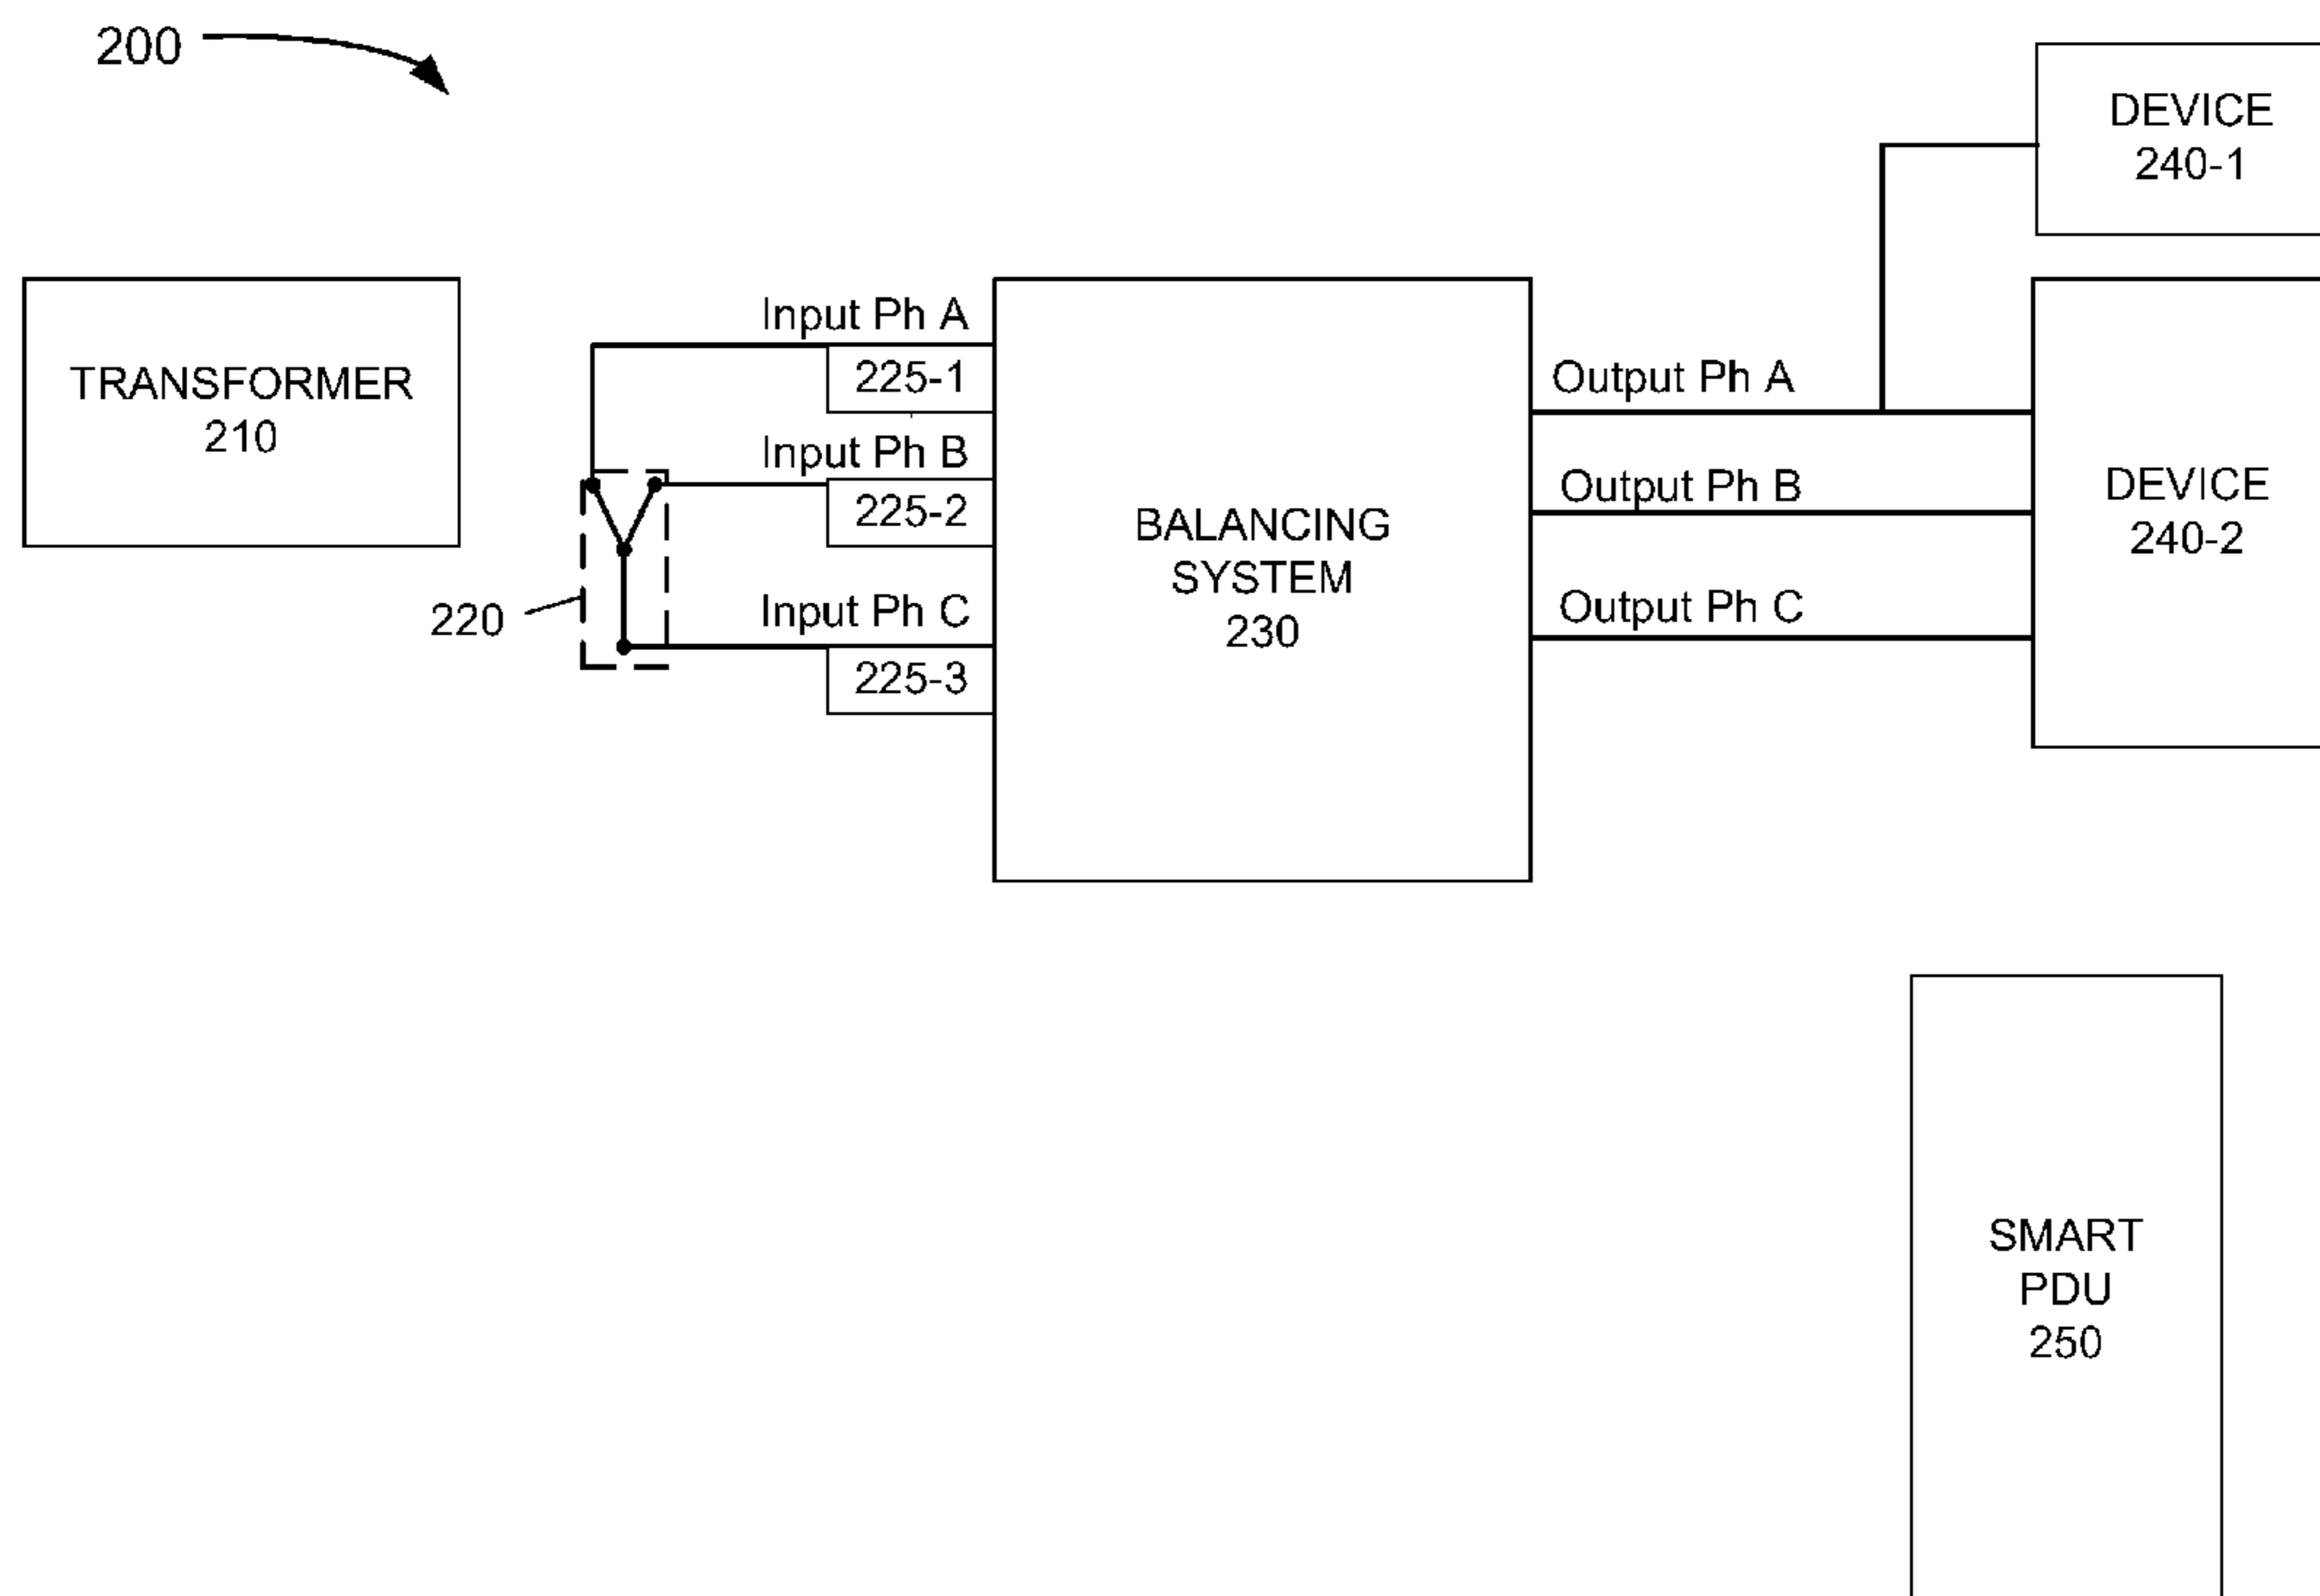 200
DEVICE
240-1
TRANSFORMER
210
Input Ph A
225-1
Input Ph B
225-2
220
Input Ph C
225-3
BALANCING
SYSTEM
230
Output Ph A
Output Ph B
Output Ph C
DEVICE
240-2
SMART
PDU
250